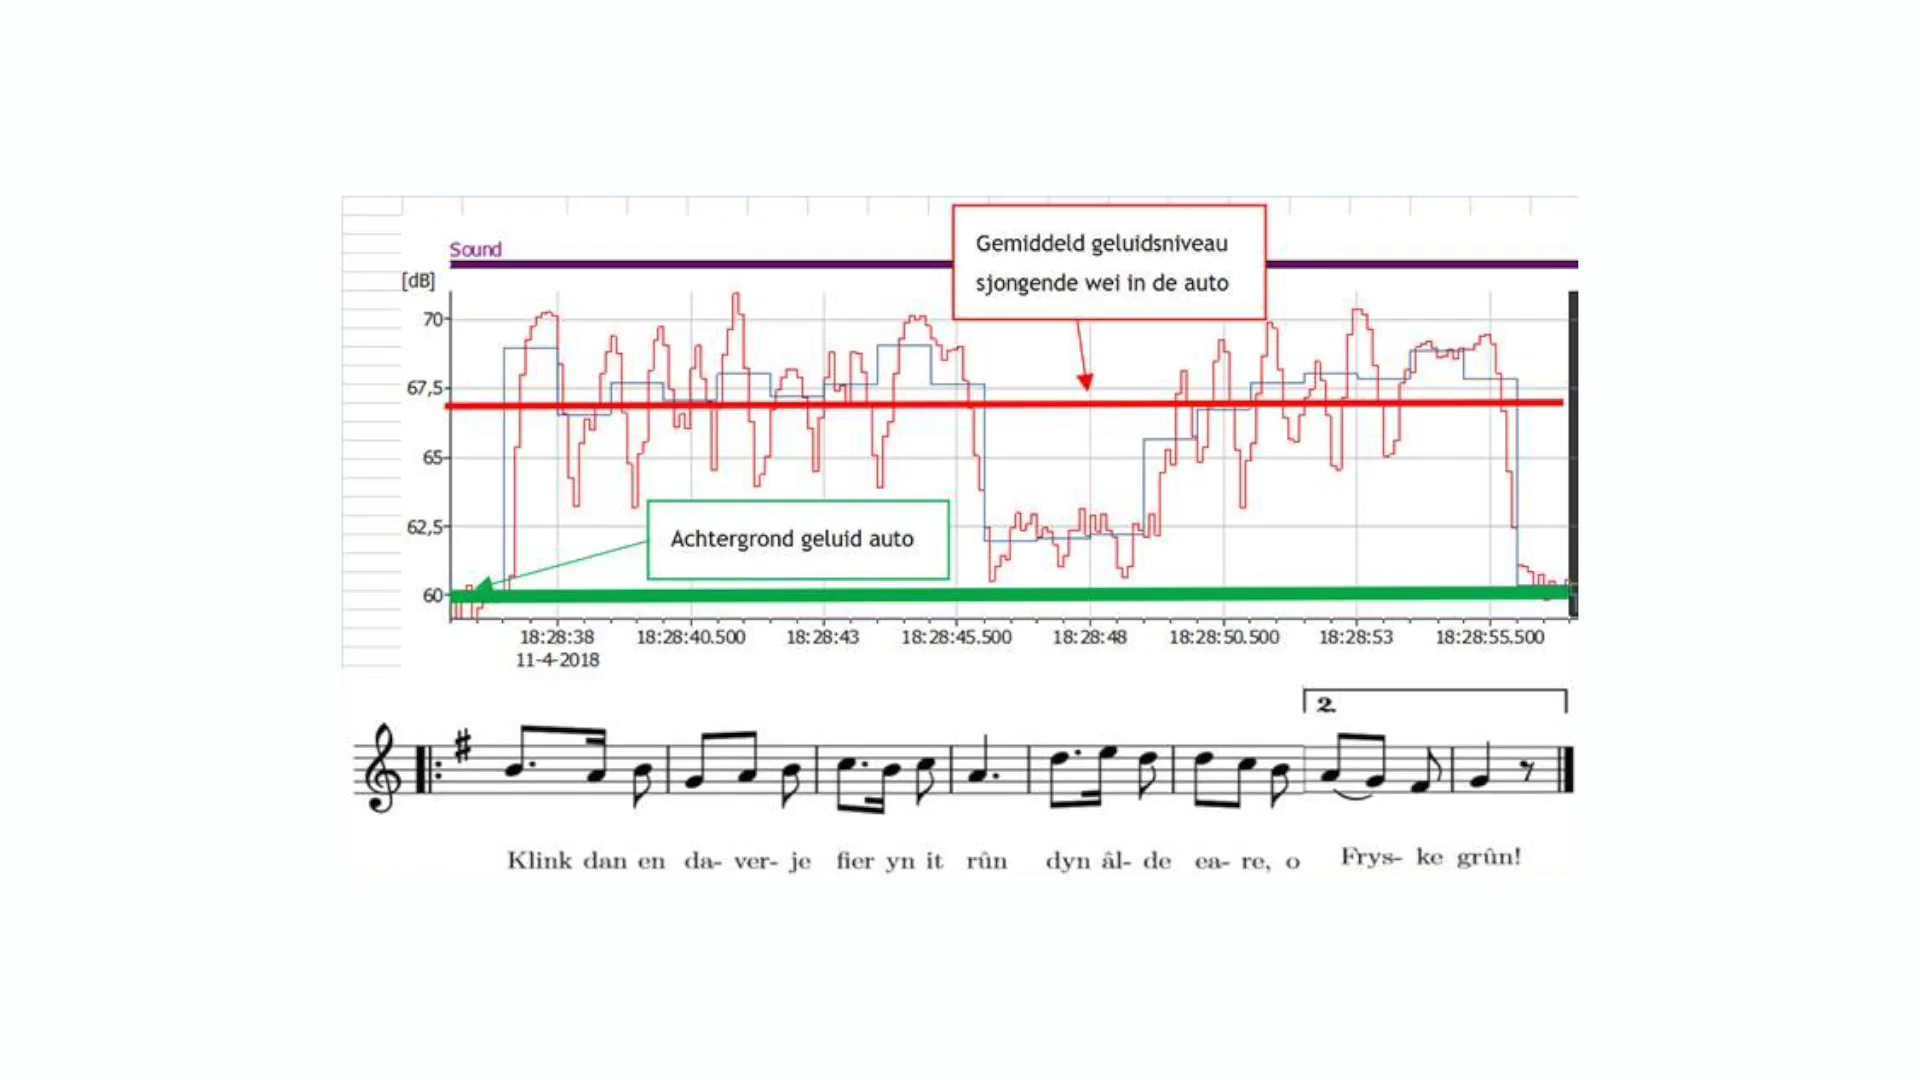 Sound
[dB]
Gemiddeld geluidsniveau
sjongende wei in de auto
70
67,5
65
62,5
60
Achtergrond geluid auto
18:28:38 18:28:40.500 18:28:43 18:28:45.500 18:28:48 18:28:50.500 18:28:53 18:28:55.500
11-4-2018
2.
Klink dan en da- ver- je fier yn it rûn dyn âl- de ea- re, o Frys- ke grûn!